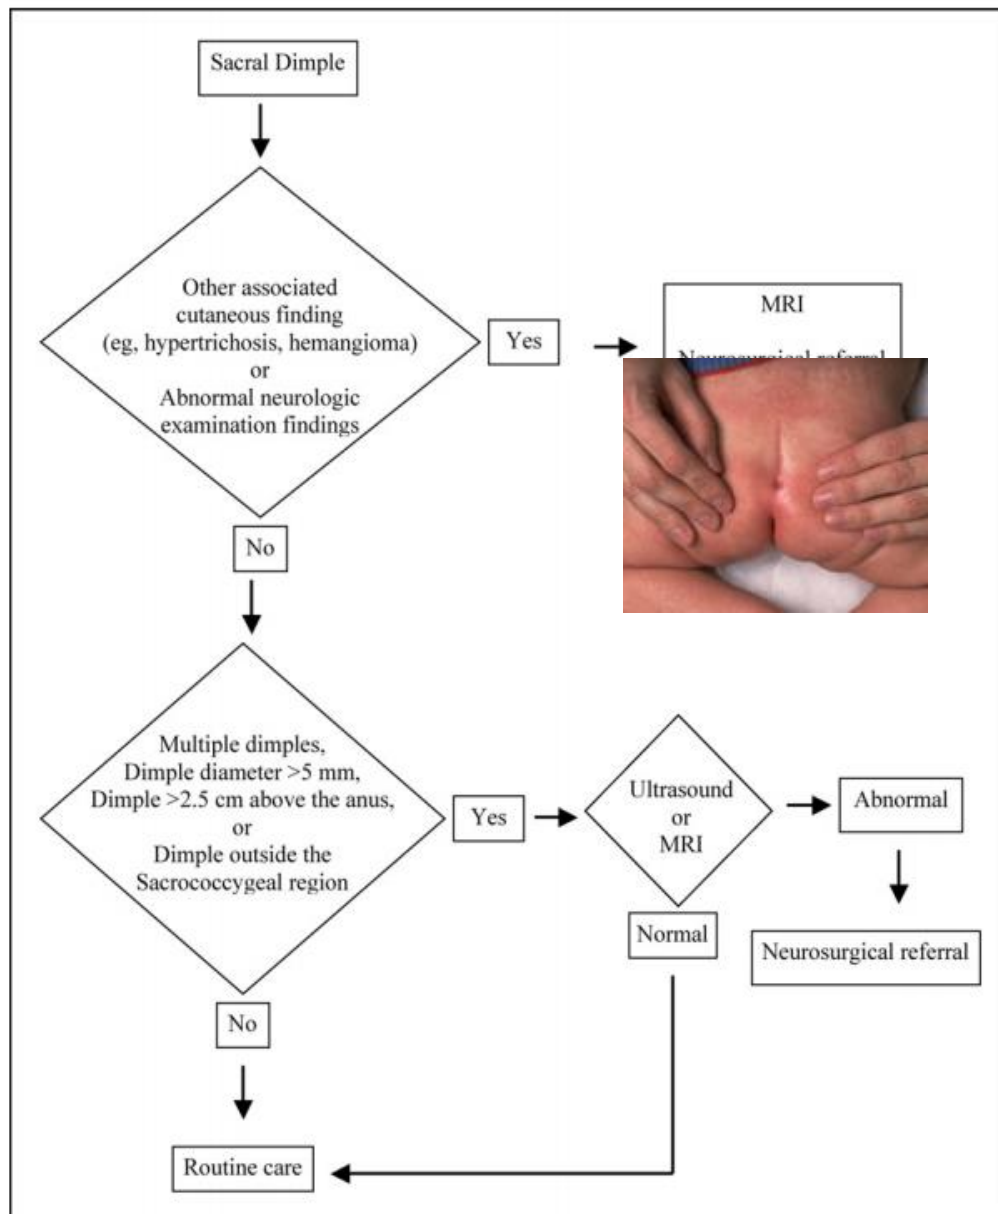 Sacral Dimple
Other associated
cutaneous finding
(eg, hypertrichosis, hemangioma)
or
Abnormal neurologic
examination findings
Yes
MRI
Neurosurgical referral
No
Multiple dimples,
Dimple diameter >5 mm,
Dimple >2.5 cm above the anus,
or
Dimple outside the
Sacrococcygeal region
Yes
Ultrasound
or
MRI
Abnormal
Normal
Neurosurgical referral
No
Routine care